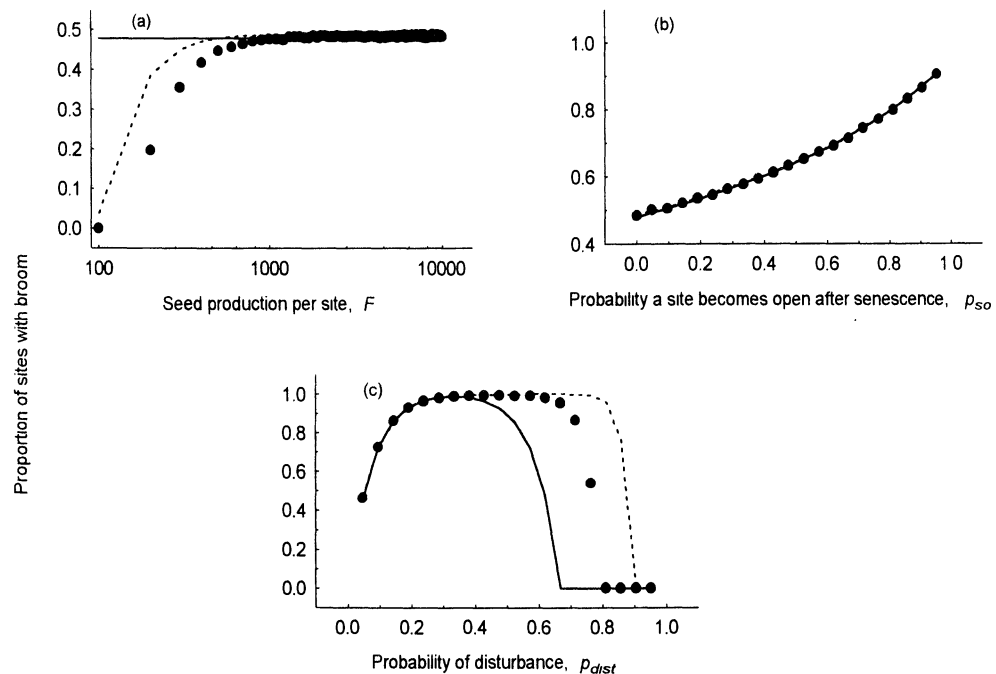 Proportion of sites with broom
(a)
0.5
0.4
0.3
0.2
0.1
0.0
100 1000 10000
Seed production per site, F
(b)
1.0
0.8
0.6
0.4
0.0 0.2 0.4 0.6 0.8 1.0
Probability a site becomes open after senescence, pso
(c)
1.0
0.8
0.6
0.4
0.2
0.0
0.0 0.2 0.4 0.6 0.8 1.0
Probability of disturbance, pdist